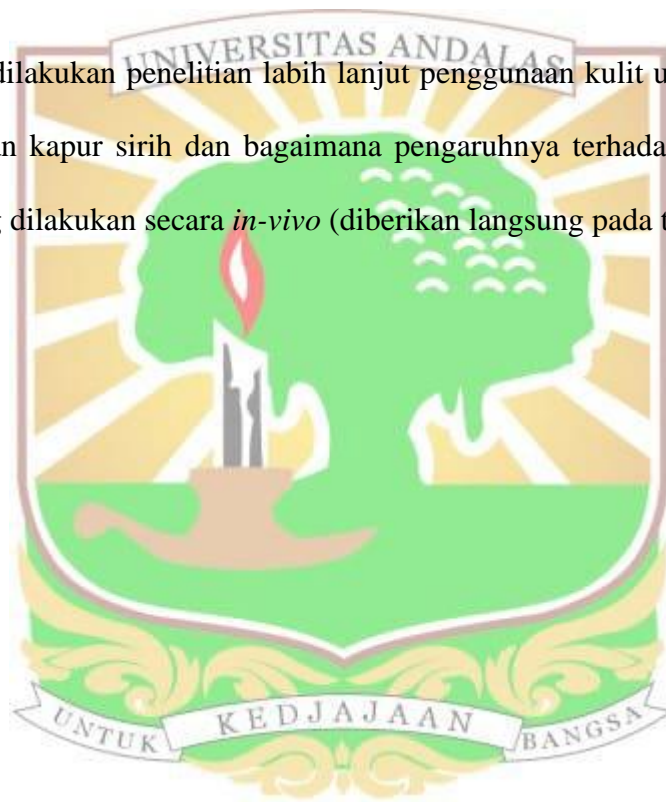 UNIVERSITAS ANDALAS
dilakukan penelitian labih lanjut penggunaan kulit
kapur sirih dan bagaimana pengaruhnya
dilakukan secara in-vivo (diberikan langsung pada
UNTUK KEDJAJAAN BANGSA